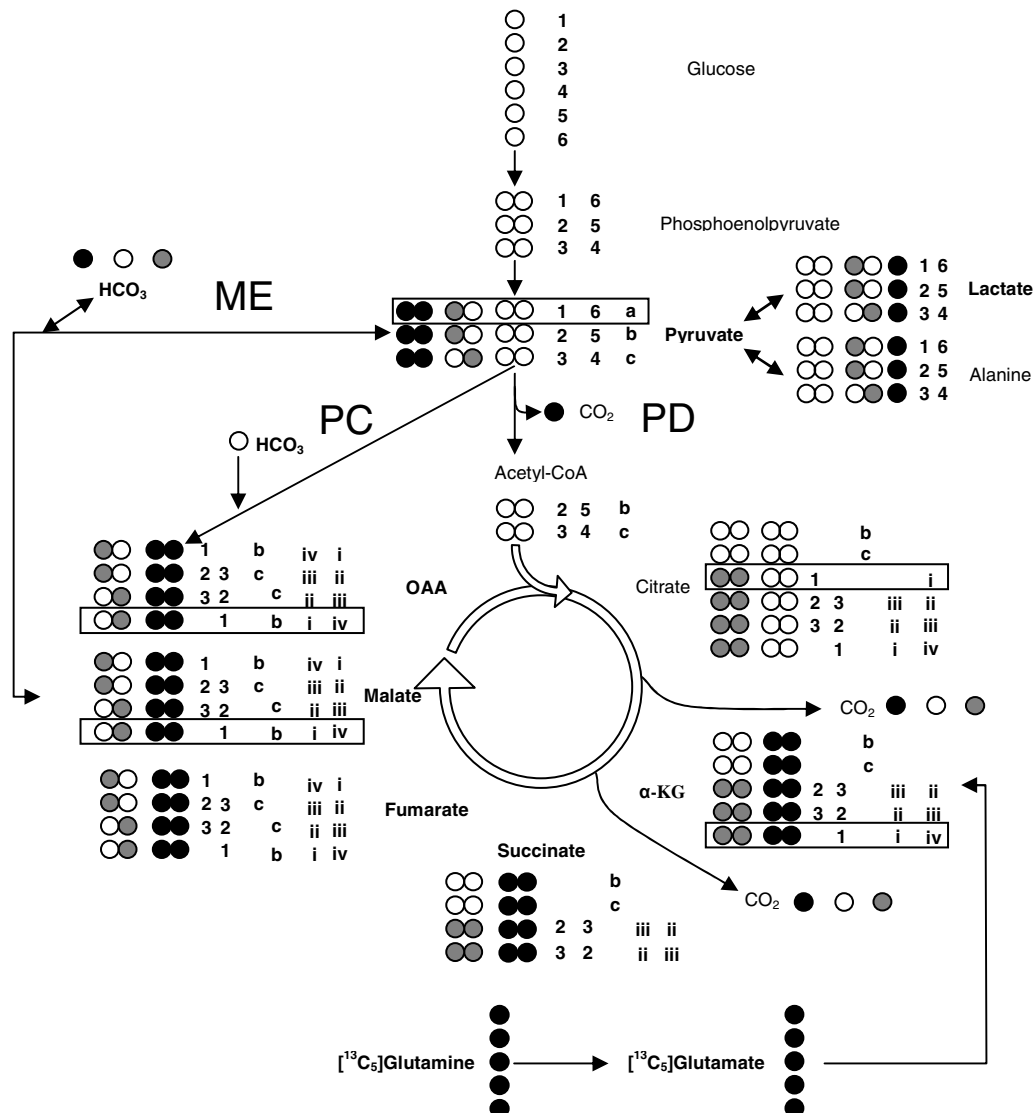 1
2
3
4
5
6
Glucose
1 6
2 5
3 4
Phosphoenolpyruvate
HCO₃
ME
1 6 a
2 5 b
3 4 c
Pyruvate
1 6
2 5
3 4
Lactate
1 6
2 5
3 4
Alanine
PC
HCO₃
CO₂
PD
Acetyl-CoA
2 5 b
3 4 c
1 b iv i
2 3 c iii ii
3 2 c ii iii
1 b i iv
OAA
b
c
1 i
2 3 iii ii
3 2 ii iii
1 i iv
Citrate
1 b iv i
2 3 c iii ii
3 2 c ii iii
1 b i iv
Malate
CO₂
b
c
2 3 iii ii
3 2 ii iii
1 i iv
α-KG
1 b iv i
2 3 c iii ii
3 2 c ii iii
1 b i iv
Fumarate
Succinate
b
c
2 3 iii ii
3 2 ii iii
CO₂
[¹³C₅]Glutamine
[¹³C₅]Glutamate